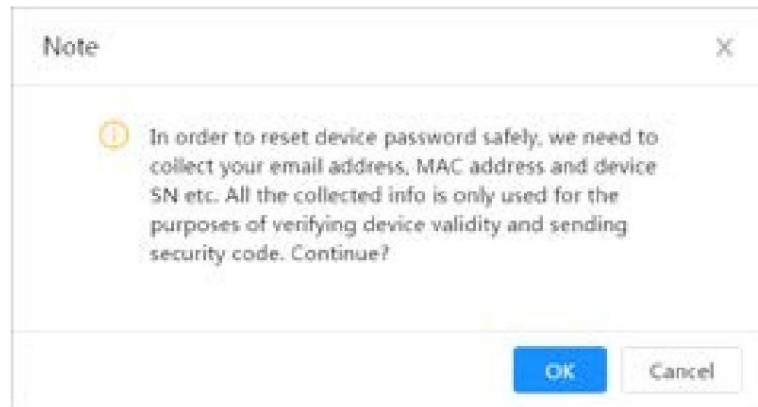 Note
In order to reset device password safely, we need to
collect your email address, MAC address and device
SN etc. All the collected info is only used for the
purposes of verifying device validity and sending
security code. Continue?
OK Cancel